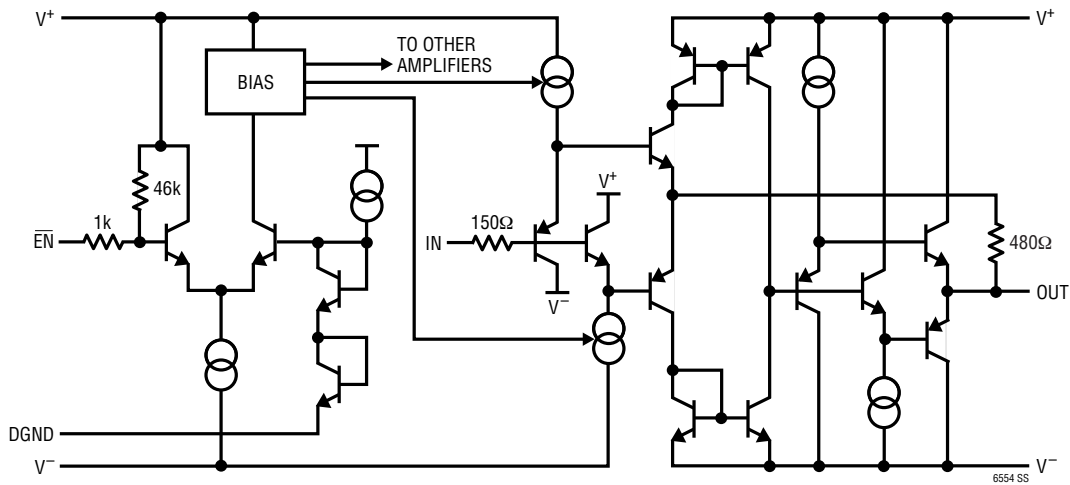 V+
V+
TO OTHER
AMPLIFIERS
BIAS
46k
1k
EN
V+
150Ω
IN
V−
480Ω
OUT
DGND
V−
V−
6554 SS